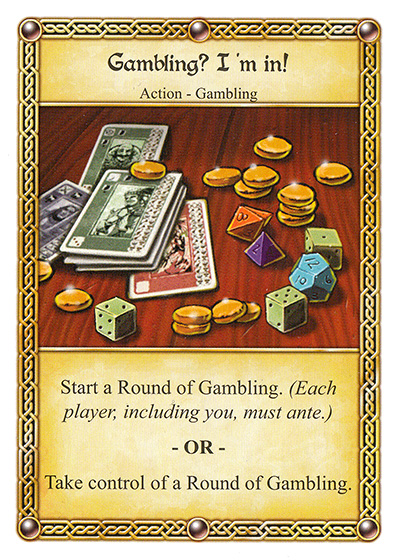 Gambling? I 'm in!
Action - Gambling
12
Start a Round of Gambling. (Each
player, including you, must ante.)
- OR -
Take control of a Round of Gambling.